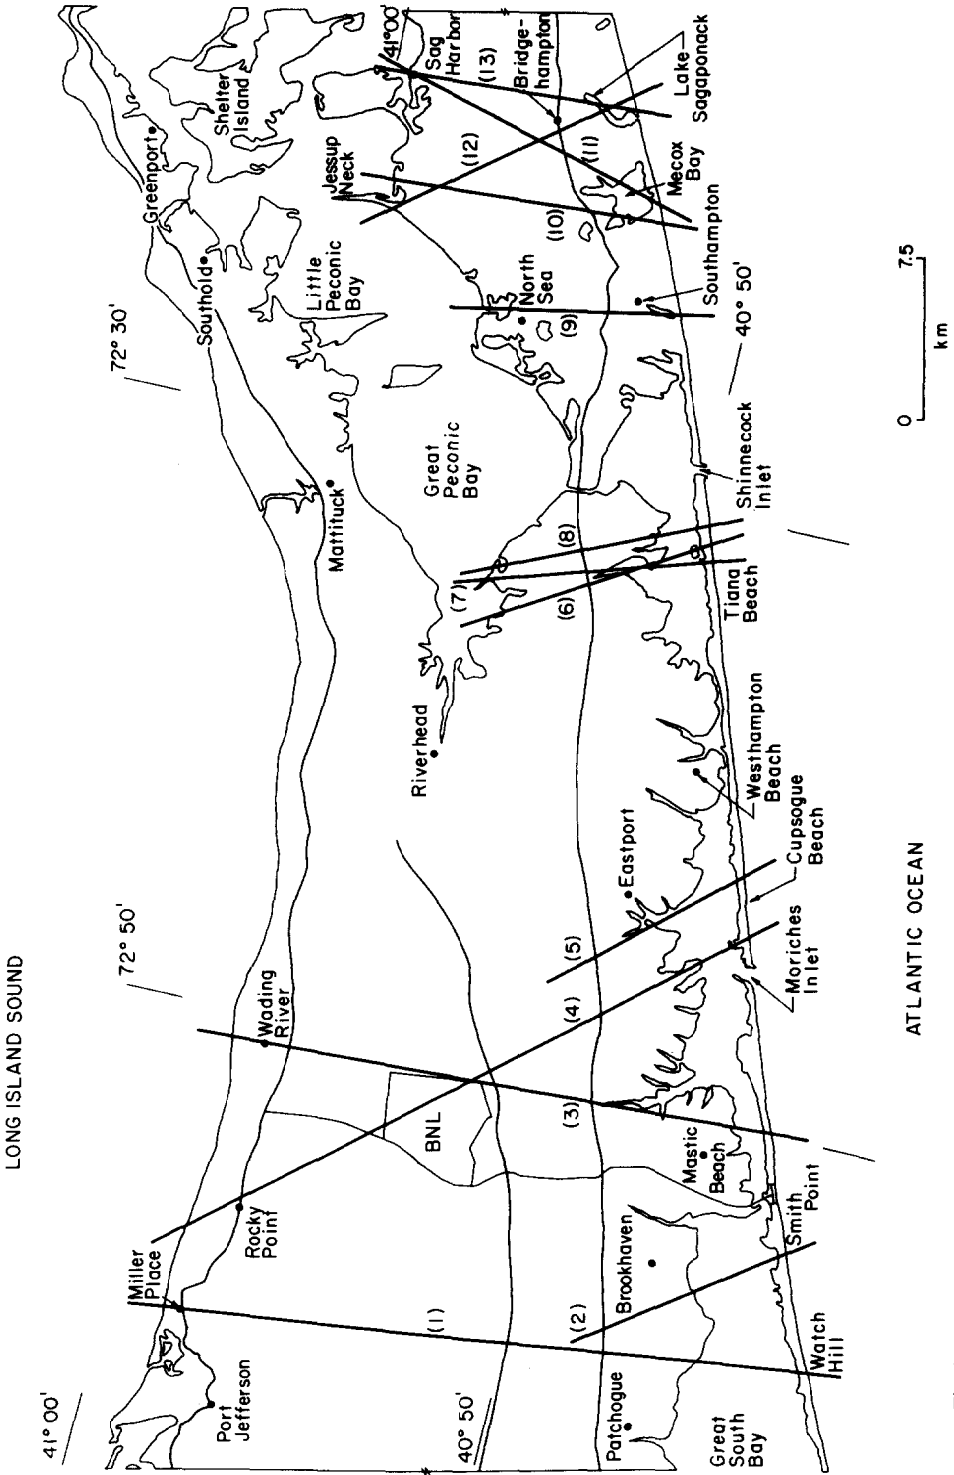 LONG ISLAND SOUND
41° 00'
72° 50'
72° 30'
41°00'
Port
Jefferson
Miller
Place
Rocky
Point
Wading
River
Mattituck
Southold
Greenport
Shelter
Island
Little
Peconic
Bay
Jessup
Neck
Sag
Harbor
(13)
Bridge-
hampton
Great
Peconic
Bay
North
Sea
(9)
(10)
(11)
(12)
Riverhead
(7)
(8)
(6)
BNL
(1)
(2)
(3)
(4)
(5)
40° 50'
Patchogue
Great
South
Bay
Brookhaven
Mastic
Beach
Eastport
Watch
Hill
Smith
Point
Moriches
Inlet
Cupsogue
Beach
Westhampton
Beach
Tiana
Beach
Shinnecock
Inlet
40° 50'
Southampton
Mecox
Bay
Lake
Sagaponack
ATLANTIC OCEAN
0
7.5
km